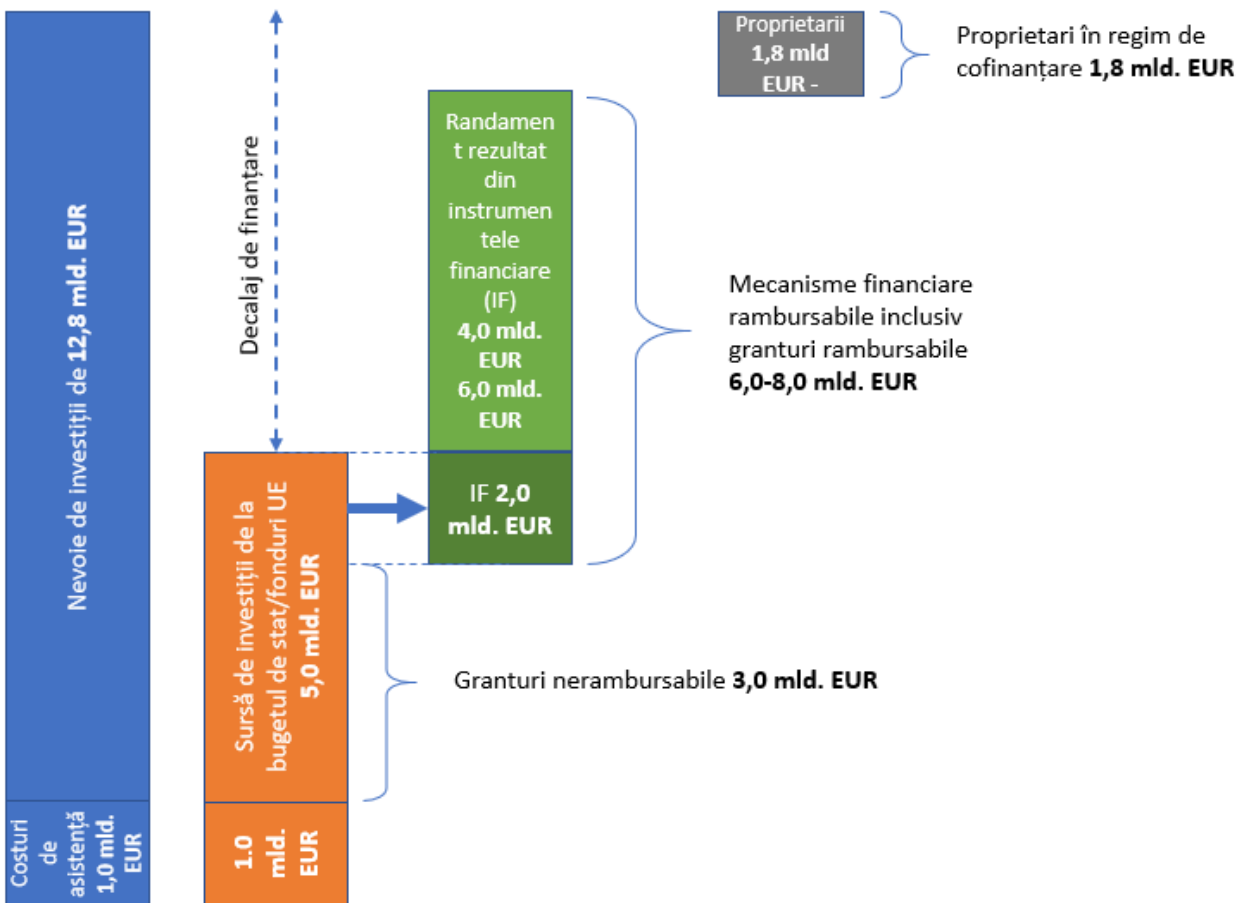 Nevoie de investiții de 12,8 mld. EUR
Costuri
de
asistență
1,0 mld.
EUR
Decalaj de finanțare
Sursă de investiții de la
bugetul de stat/fonduri UE
5,0 mld. EUR
1.0
mld.
EUR
Randamen
t rezultat
din
instrumen
tele
financiare
(IF)
4,0 mld.
EUR
6,0 mld.
EUR
IF 2,0
mld. EUR
Proprietarii
1,8 mld
EUR -
Proprietari în regim de
cofinanțare 1,8 mld. EUR
Mecanisme financiare
rambursabile inclusiv
granturi rambursabile
6,0-8,0 mld. EUR
Granturi nerambursabile 3,0 mld. EUR